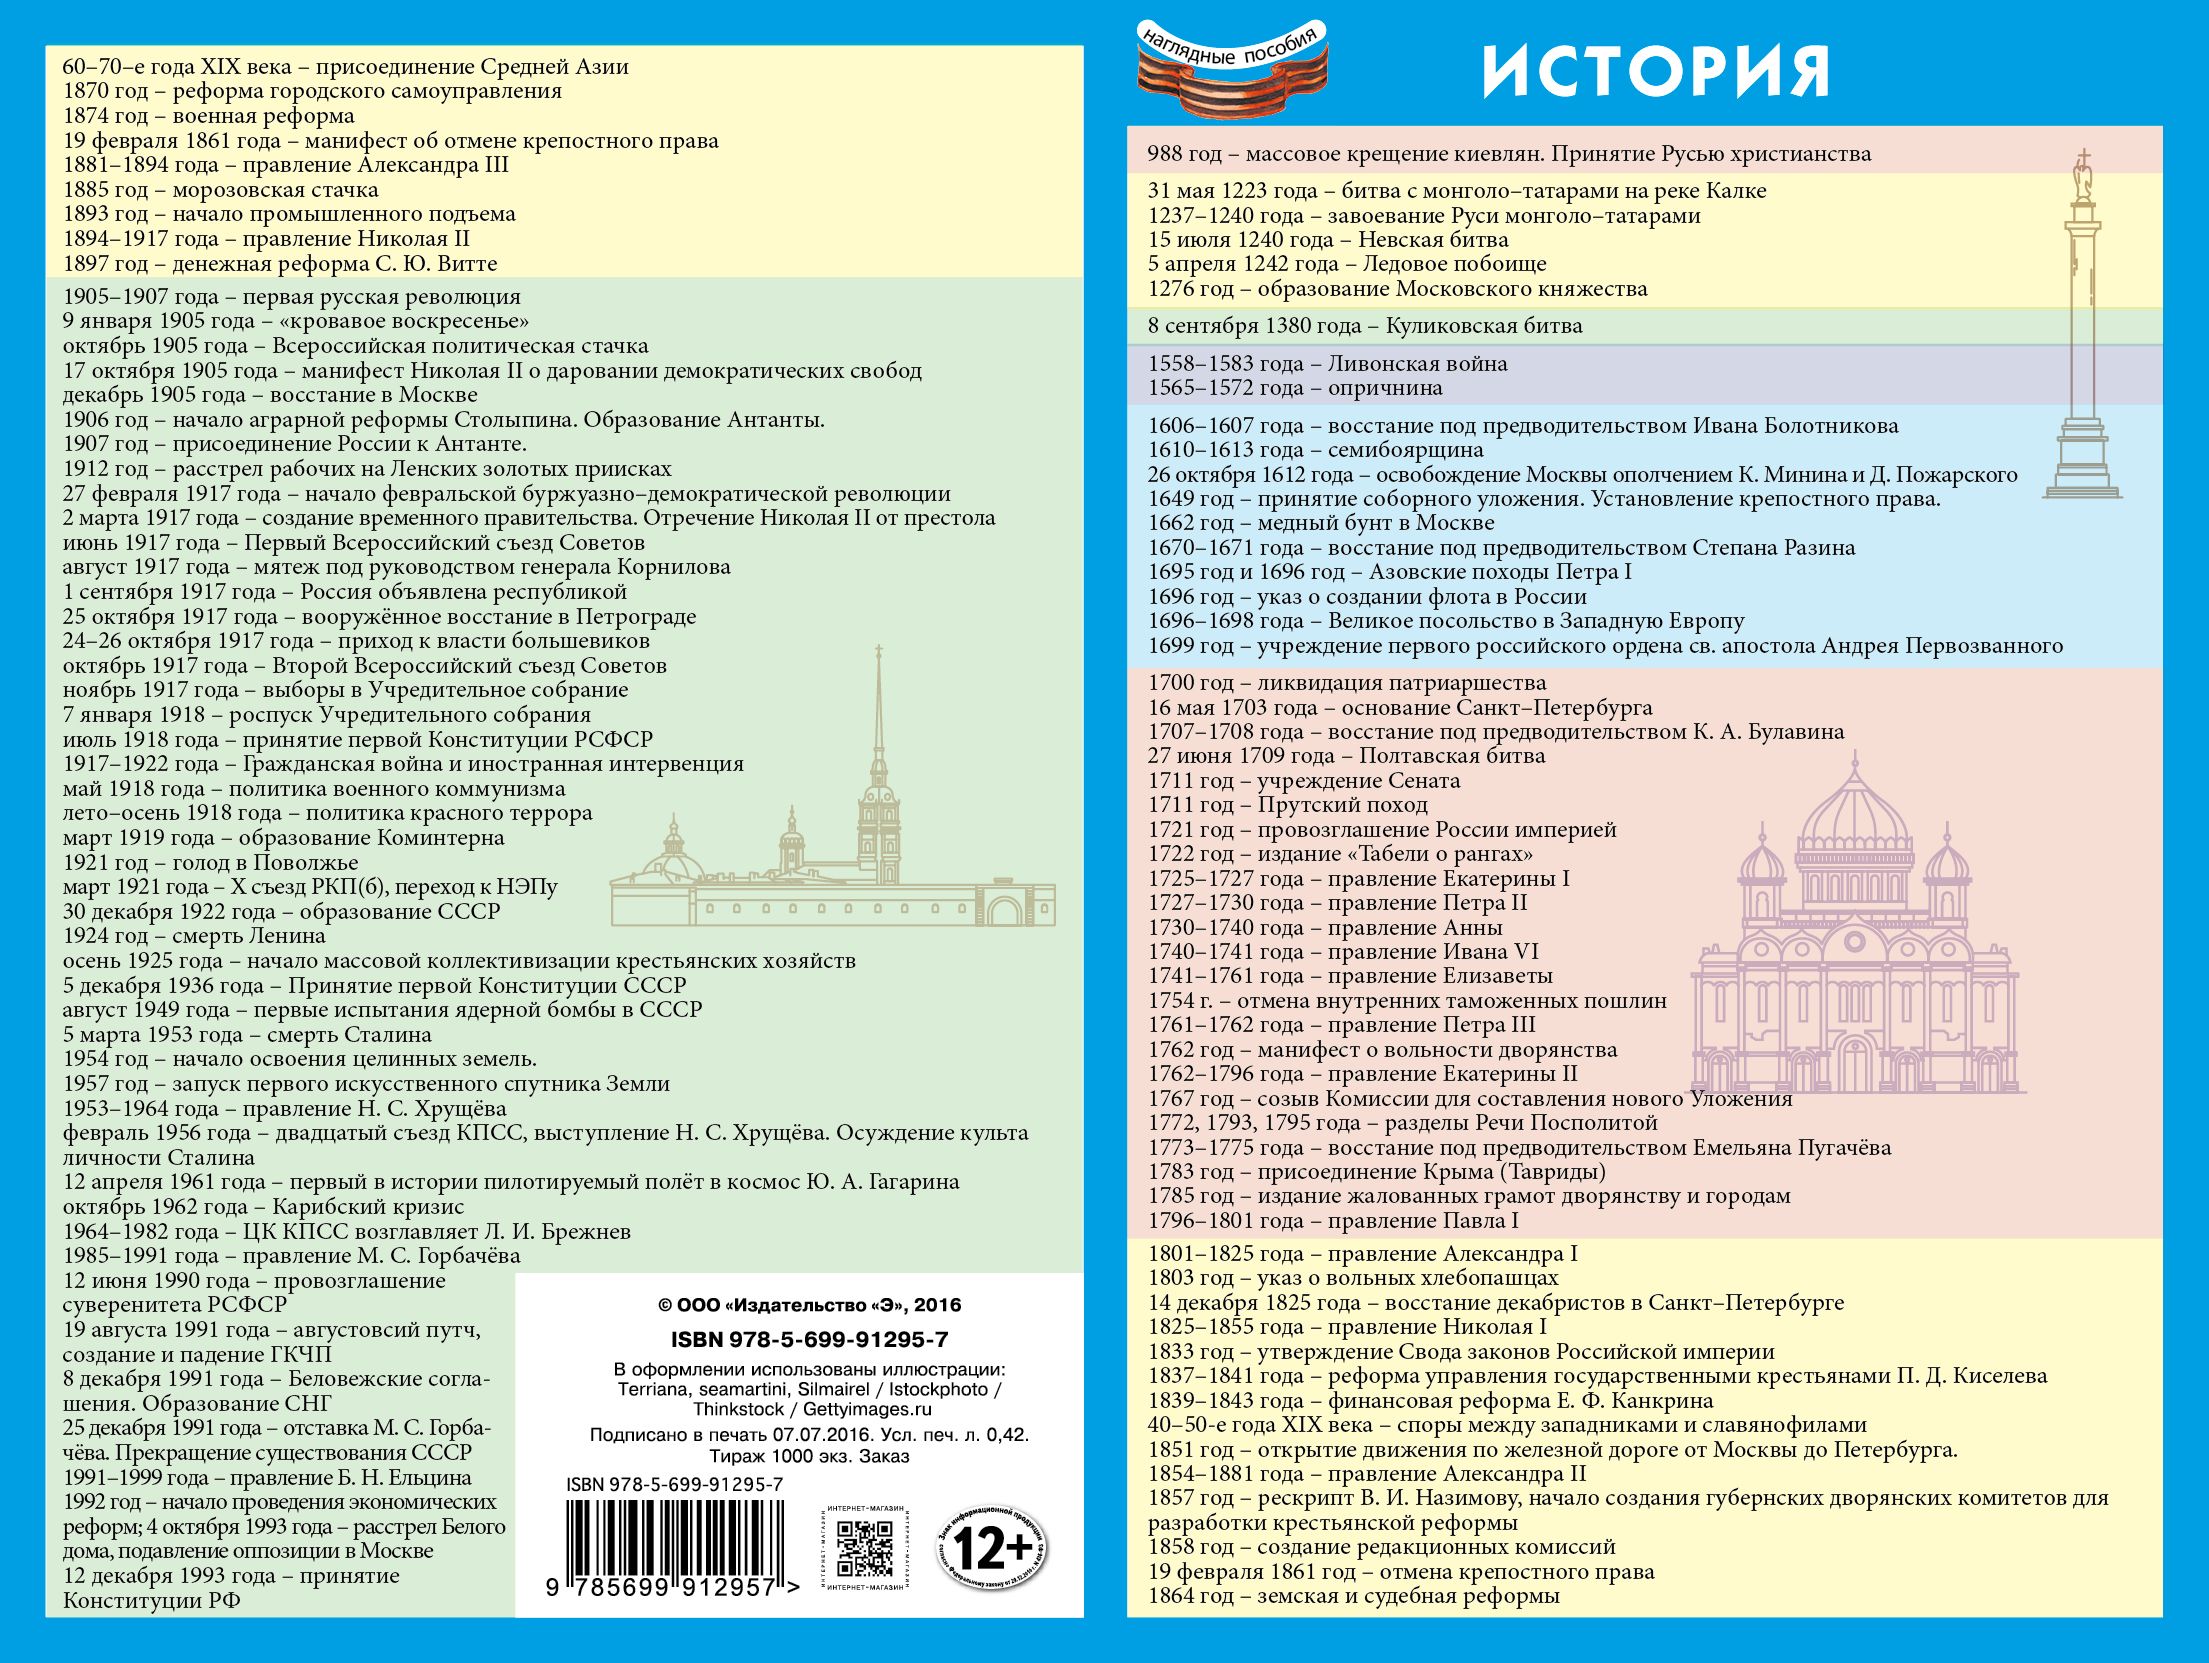 наглядные пособия
ИСТОРИЯ
988 год – массовое крещение киевлян. Принятие Русью христианства
31 мая 1223 года – битва с монголо–татарами на реке Калке
1237–1240 года – завоевание Руси монголо–татарами
15 июля 1240 года – Невская битва
5 апреля 1242 года – Ледовое побоище
1276 год – образование Московского княжества
8 сентября 1380 года – Куликовская битва
1558–1583 года – Ливонская война
1565–1572 года – опричнина
1606–1607 года – восстание под предводительством Ивана Болотникова
1610–1613 года – семибоярщина
26 октября 1612 года – освобождение Москвы ополчением К. Минина и Д. Пожарского
1649 год – принятие соборного уложения. Установление крепостного права.
1662 год – медный бунт в Москве
1670–1671 года – восстание под предводительством Степана Разина
1695 год и 1696 год – Азовские походы Петра I
1696 год – указ о создании флота в России
1696–1698 года – Великое посольство в Западную Европу
1699 год – учреждение первого российского ордена св. апостола Андрея Первозванного
1700 год – ликвидация патриаршества
16 мая 1703 года – основание Санкт–Петербурга
1707–1708 года – восстание под предводительством К. А. Булавина
27 июня 1709 года – Полтавская битва
1711 год – учреждение Сената
1711 год – Прутский поход
1721 год – провозглашение России империей
1722 год – издание «Табели о рангах»
1725–1727 года – правление Екатерины I
1727–1730 года – правление Петра II
1730–1740 года – правление Анны
1740–1741 года – правление Ивана VI
1741–1761 года – правление Елизаветы
1754 г. – отмена внутренних таможенных пошлин
1761–1762 года – правление Петра III
1762 год – манифест о вольности дворянства
1762–1796 года – правление Екатерины II
1767 год – созыв Комиссии для составления нового Уложения
1772, 1793, 1795 года – разделы Речи Посполитой
1773–1775 года – восстание под предводительством Емельяна Пугачёва
1783 год – присоединение Крыма (Тавриды)
1785 год – издание жалованных грамот дворянству и городам
1796–1801 года – правление Павла I
1801–1825 года – правление Александра I
1803 год – указ о вольных хлебопашцах
14 декабря 1825 года – восстание декабристов в Санкт–Петербурге
1825–1855 года – правление Николая I
1833 год – утверждение Свода законов Российской империи
1837–1841 года – реформа управления государственными крестьянами П. Д. Киселева
1839–1843 года – финансовая реформа Е. Ф. Канкрина
40–50-е года XIX века – споры между западниками и славянофилами
1851 год – открытие движения по железной дороге от Москвы до Петербурга.
1854–1881 года – правление Александра II
1857 год – рескрипт В. И. Назимову, начало создания губернских дворянских комитетов для
разработки крестьянской реформы
1858 год – создание редакционных комиссий
19 февраля 1861 год – отмена крепостного права
1864 год – земская и судебная реформы
60–70–е года XIX века – присоединение Средней Азии
1870 год – реформа городского самоуправления
1874 год – военная реформа
19 февраля 1861 года – манифест об отмене крепостного права
1881–1894 года – правление Александра III
1885 год – морозовская стачка
1893 год – начало промышленного подъема
1894–1917 года – правление Николая II
1897 год – денежная реформа С. Ю. Витте
1905–1907 года – первая русская революция
9 января 1905 года – «кровавое воскресенье»
октябрь 1905 года – Всероссийская политическая стачка
17 октября 1905 года – манифест Николая II о даровании демократических свобод
декабрь 1905 года – восстание в Москве
1906 год – начало аграрной реформы Столыпина. Образование Антанты.
1907 год – присоединение России к Антанте.
1912 год – расстрел рабочих на Ленских золотых приисках
27 февраля 1917 года – начало февральской буржуазно–демократической революции
2 марта 1917 года – создание временного правительства. Отречение Николая II от престола
июнь 1917 года – Первый Всероссийский съезд Советов
август 1917 года – мятеж под руководством генерала Корнилова
1 сентября 1917 года – Россия объявлена республикой
25 октября 1917 года – вооружённое восстание в Петрограде
24–26 октября 1917 года – приход к власти большевиков
октябрь 1917 года – Второй Всероссийский съезд Советов
ноябрь 1917 года – выборы в Учредительное собрание
7 января 1918 – роспуск Учредительного собрания
июль 1918 года – принятие первой Конституции РСФСР
1917–1922 года – Гражданская война и иностранная интервенция
май 1918 года – политика военного коммунизма
лето–осень 1918 года – политика красного террора
март 1919 года – образование Коминтерна
1921 год – голод в Поволжье
март 1921 года – X съезд РКП(б), переход к НЭПу
30 декабря 1922 года – образование СССР
1924 год – смерть Ленина
осень 1925 года – начало массовой коллективизации крестьянских хозяйств
5 декабря 1936 года – Принятие первой Конституции СССР
август 1949 года – первые испытания ядерной бомбы в СССР
5 марта 1953 года – смерть Сталина
1954 год – начало освоения целинных земель.
1957 год – запуск первого искусственного спутника Земли
1953–1964 года – правление Н. С. Хрущёва
февраль 1956 года – двадцатый съезд КПСС, выступление Н. С. Хрущёва. Осуждение культа
личности Сталина
12 апреля 1961 года – первый в истории пилотируемый полёт в космос Ю. А. Гагарина
октябрь 1962 года – Карибский кризис
1964–1982 года – ЦК КПСС возглавляет Л. И. Брежнев
1985–1991 года – правление М. С. Горбачёва
12 июня 1990 года – провозглашение
суверенитета РСФСР
19 августа 1991 года – августовсий путч,
создание и падение ГКЧП
8 декабря 1991 года – Беловежские согла-
шения. Образование СНГ
25 декабря 1991 года – отставка М. С. Горба-
чёва. Прекращение существования СССР
1991–1999 года – правление Б. Н. Ельцина
1992 год – начало проведения экономических
реформ; 4 октября 1993 года – расстрел Белого
дома, подавление оппозиции в Москве
12 декабря 1993 года – принятие
Конституции РФ
© ООО «Издательство «Э», 2016
ISBN 978-5-699-91295-7
В оформлении использованы иллюстрации:
Terriana, seamartini, Silmairel / Istockphoto /
Thinkstock / Gettyimages.ru
Подписано в печать 07.07.2016. Усл. печ. л. 0,42.
Тираж 1000 экз. Заказ
ISBN 978-5-699-91295-7
9 785699 912957 >
ИНТЕРНЕТ-МАГАЗИН
ИНТЕРНЕТ-МАГАЗИН
ИНТЕРНЕТ-МАГАЗИН
ИНТЕРНЕТ-МАГАЗИН
Знак информационной продукции
12+